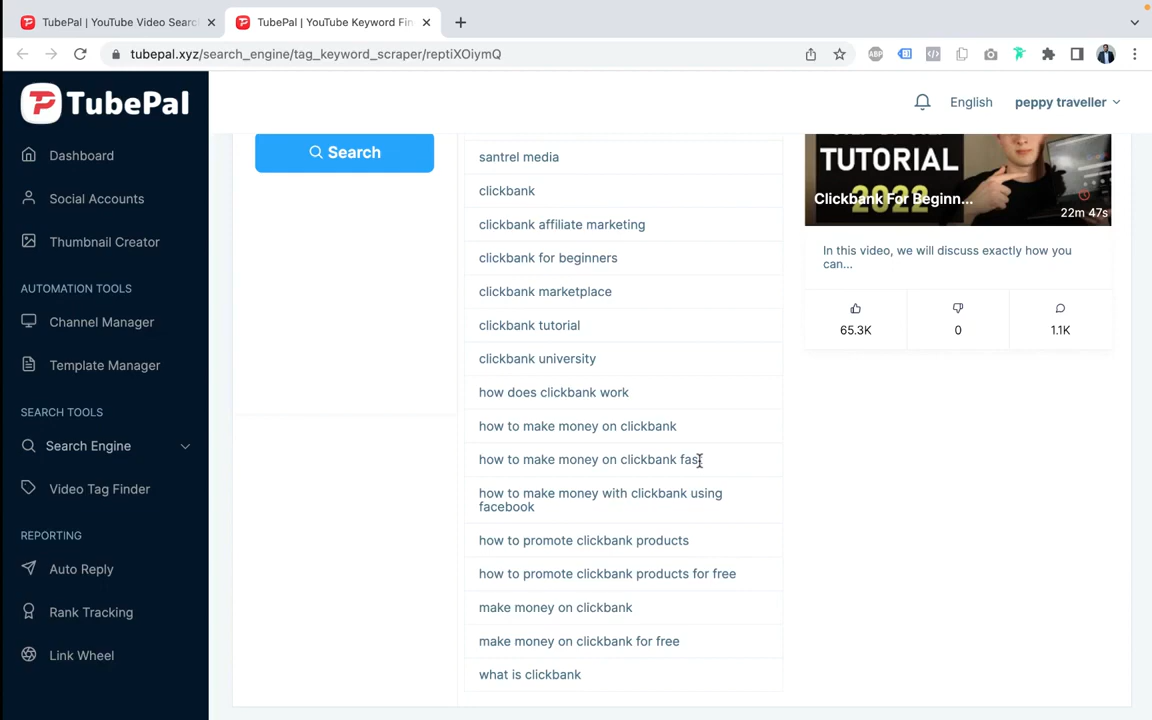 TubePal | YouTube Video Searc
TubePal | YouTube Keyword Fin
tubepal.xyz/search_engine/tag_keyword_scraper/reptiXOiymQ
ABP
TubePal
English
peppy traveller
Dashboard
Social Accounts
Thumbnail Creator
AUTOMATION TOOLS
Channel Manager
Template Manager
SEARCH TOOLS
Search Engine
Video Tag Finder
REPORTING
Auto Reply
Rank Tracking
Link Wheel
Search
santrel media
clickbank
clickbank affiliate marketing
clickbank for beginners
clickbank marketplace
clickbank tutorial
clickbank university
how does clickbank work
how to make money on clickbank
how to make money on clickbank fast
how to make money with clickbank using
facebook
how to promote clickbank products
how to promote clickbank products for free
make money on clickbank
make money on clickbank for free
what is clickbank
TUTORIAL
2022
Clickbank For Beginn...
22m 47s
In this video, we will discuss exactly how you
can...
65.3K
0
1.1K